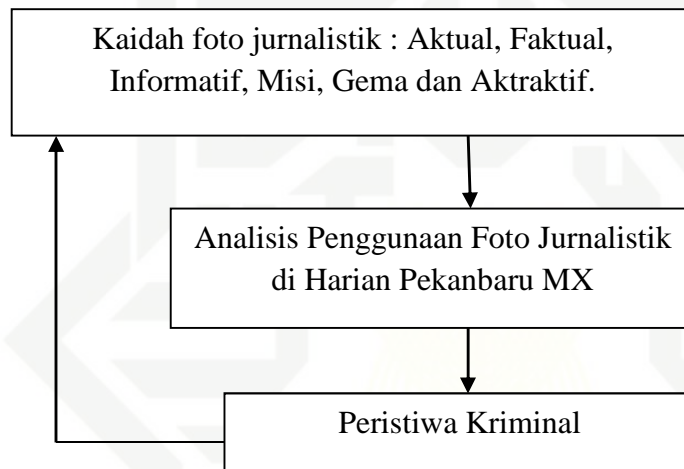 Kaidah foto jurnalistik : Aktual, Faktual,
Informatif, Misi, Gema dan Aktraktif.
Analisis Penggunaan Foto Jurnalistik
di Harian Pekanbaru MX
Peristiwa Kriminal